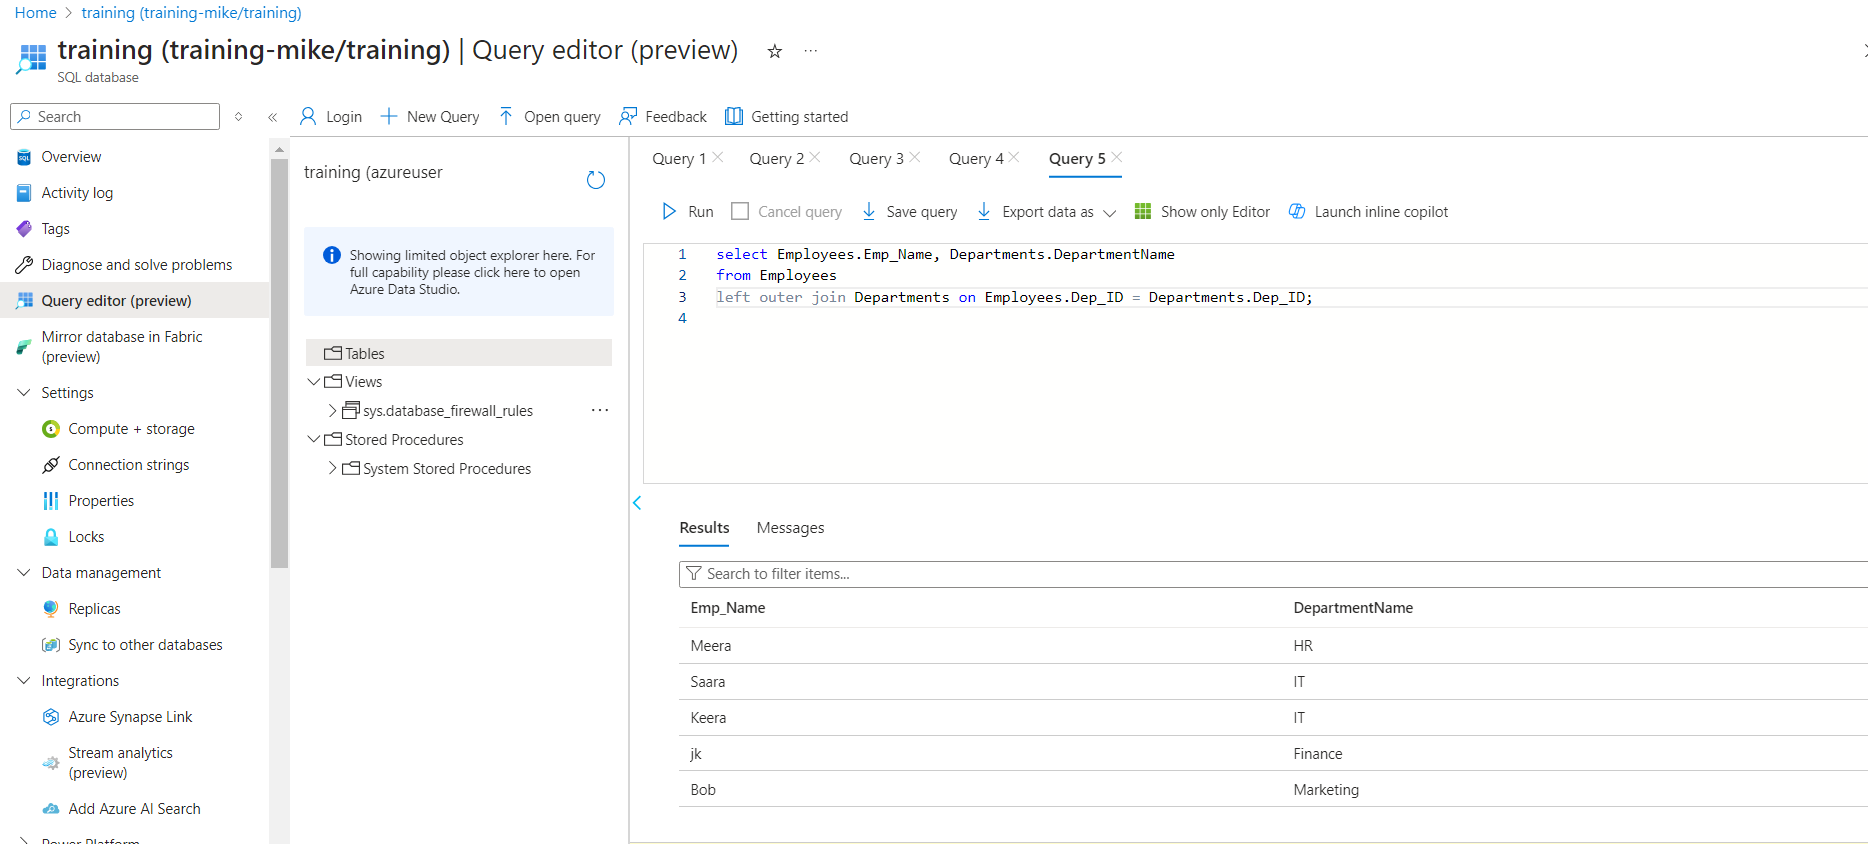 Home > training (training-mike/training)
training (training-mike/training) | Query editor (preview)
SQL database
Search
Overview
Activity log
Tags
Diagnose and solve problems
Query editor (preview)
Mirror database in Fabric
(preview)
Settings
Compute + storage
Connection strings
Properties
Locks
Data management
Replicas
Sync to other databases
Integrations
Azure Synapse Link
Stream analytics
(preview)
Add Azure AI Search
Power Platform
Login New Query Open query Feedback Getting started
training (azureuser
Showing limited object explorer here. For
full capability please click here to open
Azure Data Studio.
Tables
Views
sys.database_firewall_rules
Stored Procedures
System Stored Procedures
Query 1 Query 2 Query 3 Query 4 Query 5
Run Cancel query Save query Export data as Show only Editor Launch inline copilot
1 select Employees.Emp_Name, Departments.DepartmentName
2 from Employees
3 left outer join Departments on Employees.Dep_ID = Departments.Dep_ID;
4
Results Messages
Search to filter items...
Emp_Name DepartmentName
Meera HR
Saara IT
Keera IT
jk Finance
Bob Marketing